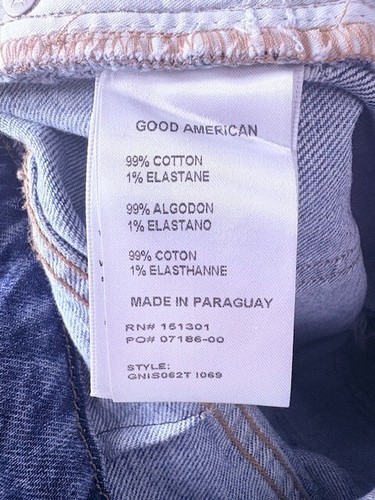 GOOD AMERICAN
99% COTTON
1% ELASTANE
99% ALGODON
1% ELASTANO
99% COTON
1% ELASTHANNE
MADE IN PARAGUAY
RN# 151301
PO# 07186-00
STYLE:
GNIS062T I069